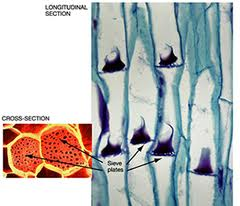 LONGITUDINAL
SECTION
CROSS-SECTION
Sieve
plates